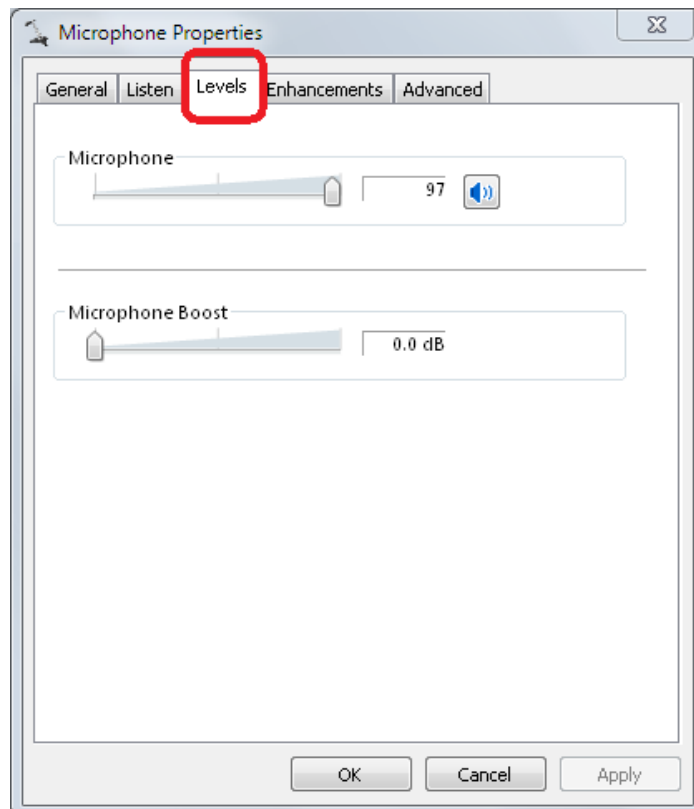 Microphone Properties
General Listen Levels Enhancements Advanced
Microphone
97
Microphone Boost
0.0 dB
OK Cancel Apply